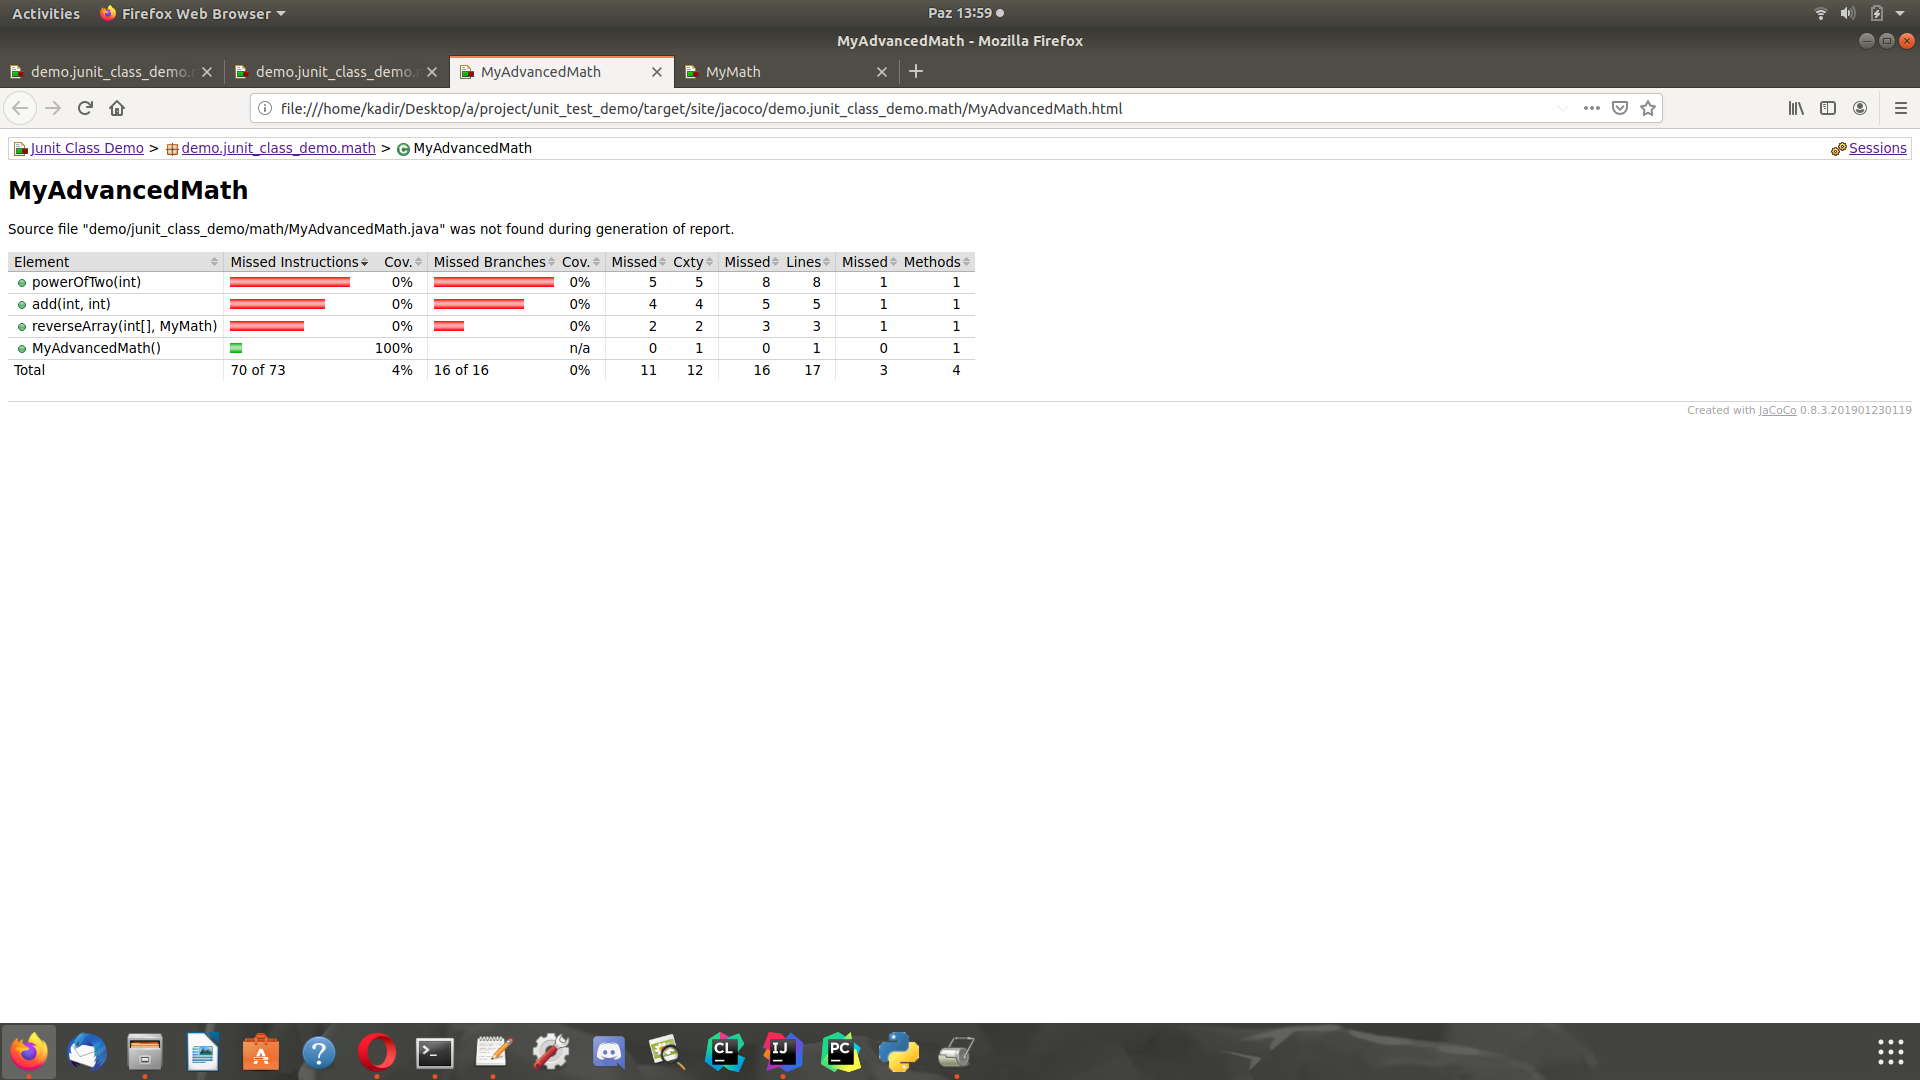 Activities Firefox Web Browser Paz 13:59
MyAdvancedMath - Mozilla Firefox
demo.junit_class_demo. demo.junit_class_demo. MyAdvancedMath MyMath
file:///home/kadir/Desktop/a/project/unit_test_demo/target/site/jacoco/demo.junit_class_demo.math/MyAdvancedMath.html
Junit Class Demo > demo.junit_class_demo.math > MyAdvancedMath Sessions
MyAdvancedMath
Source file "demo/junit_class_demo/math/MyAdvancedMath.java" was not found during generation of report.
Element Missed Instructions Cov. Missed Branches Cov. Missed Cxty Missed Lines Missed Methods
powerOfTwo(int) 0% 0% 5 5 8 8 1 1
add(int, int) 0% 0% 4 4 5 5 1 1
reverseArray(int[], MyMath) 0% 0% 2 2 3 3 1 1
MyAdvancedMath() 100% n/a 0 1 0 1 0 1
Total 70 of 73 4% 16 of 16 0% 11 12 16 17 3 4
Created with JaCoCo 0.8.3.201901230119
A ? >_ CL IJ PC